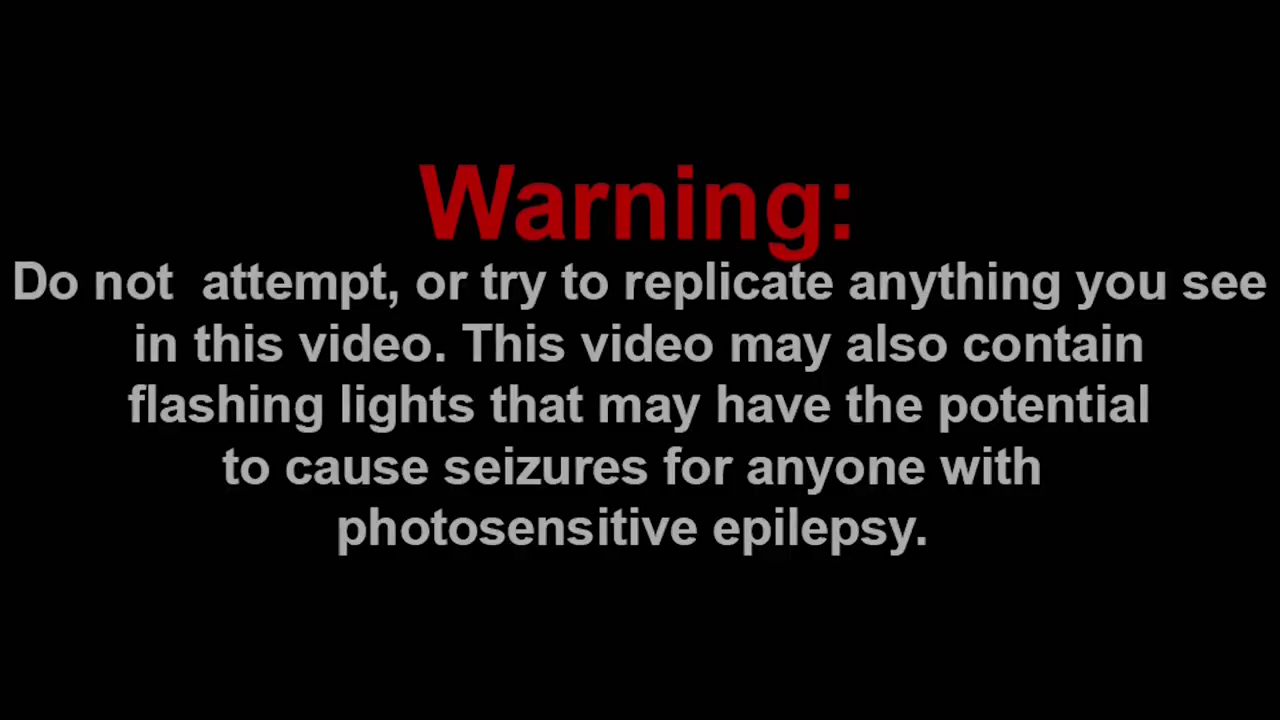 Warning:
Do not  attempt, or try to replicate anything you see
in this video. This video may also contain
flashing lights that may have the potential
to cause seizures for anyone with
photosensitive epilepsy.